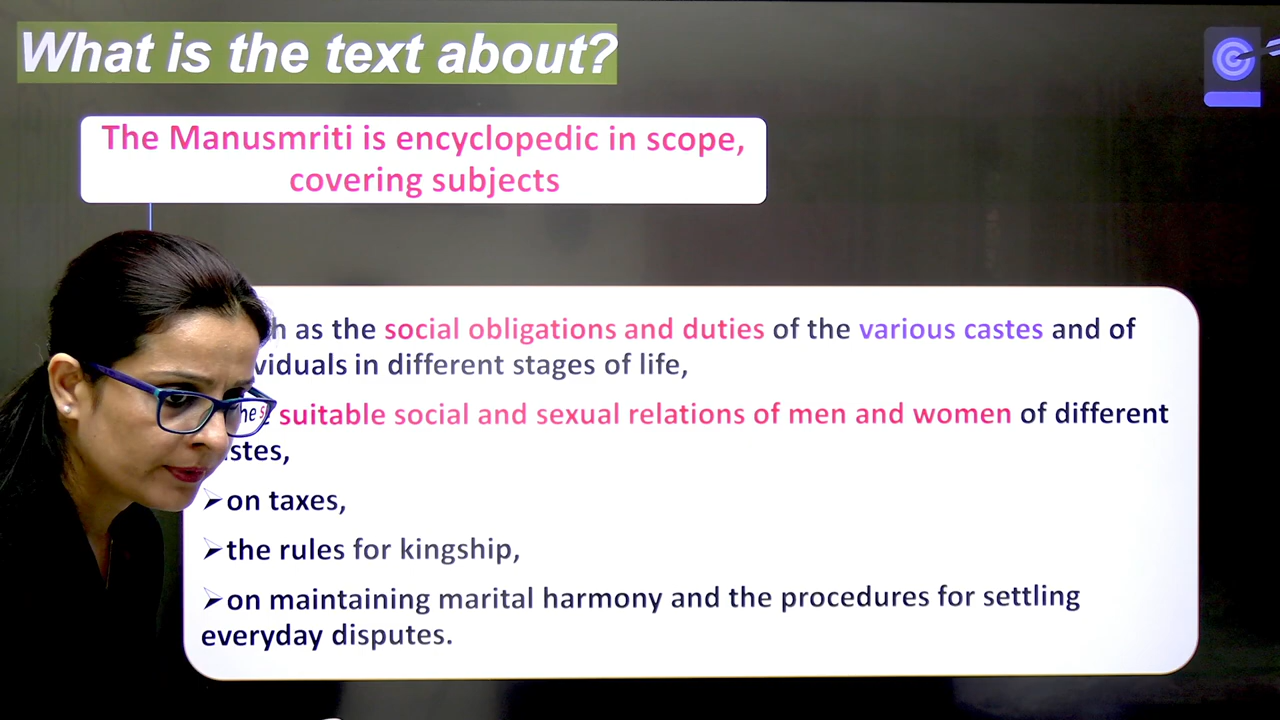 What is the text about?
The Manusmriti is encyclopedic in scope,
covering subjects
as the social obligations and duties of the various castes and of
in different stages of life,
suitable social and sexual relations of men and women of different
on taxes,
the rules for kingship,
on maintaining marital harmony and the procedures for settling
everyday disputes.